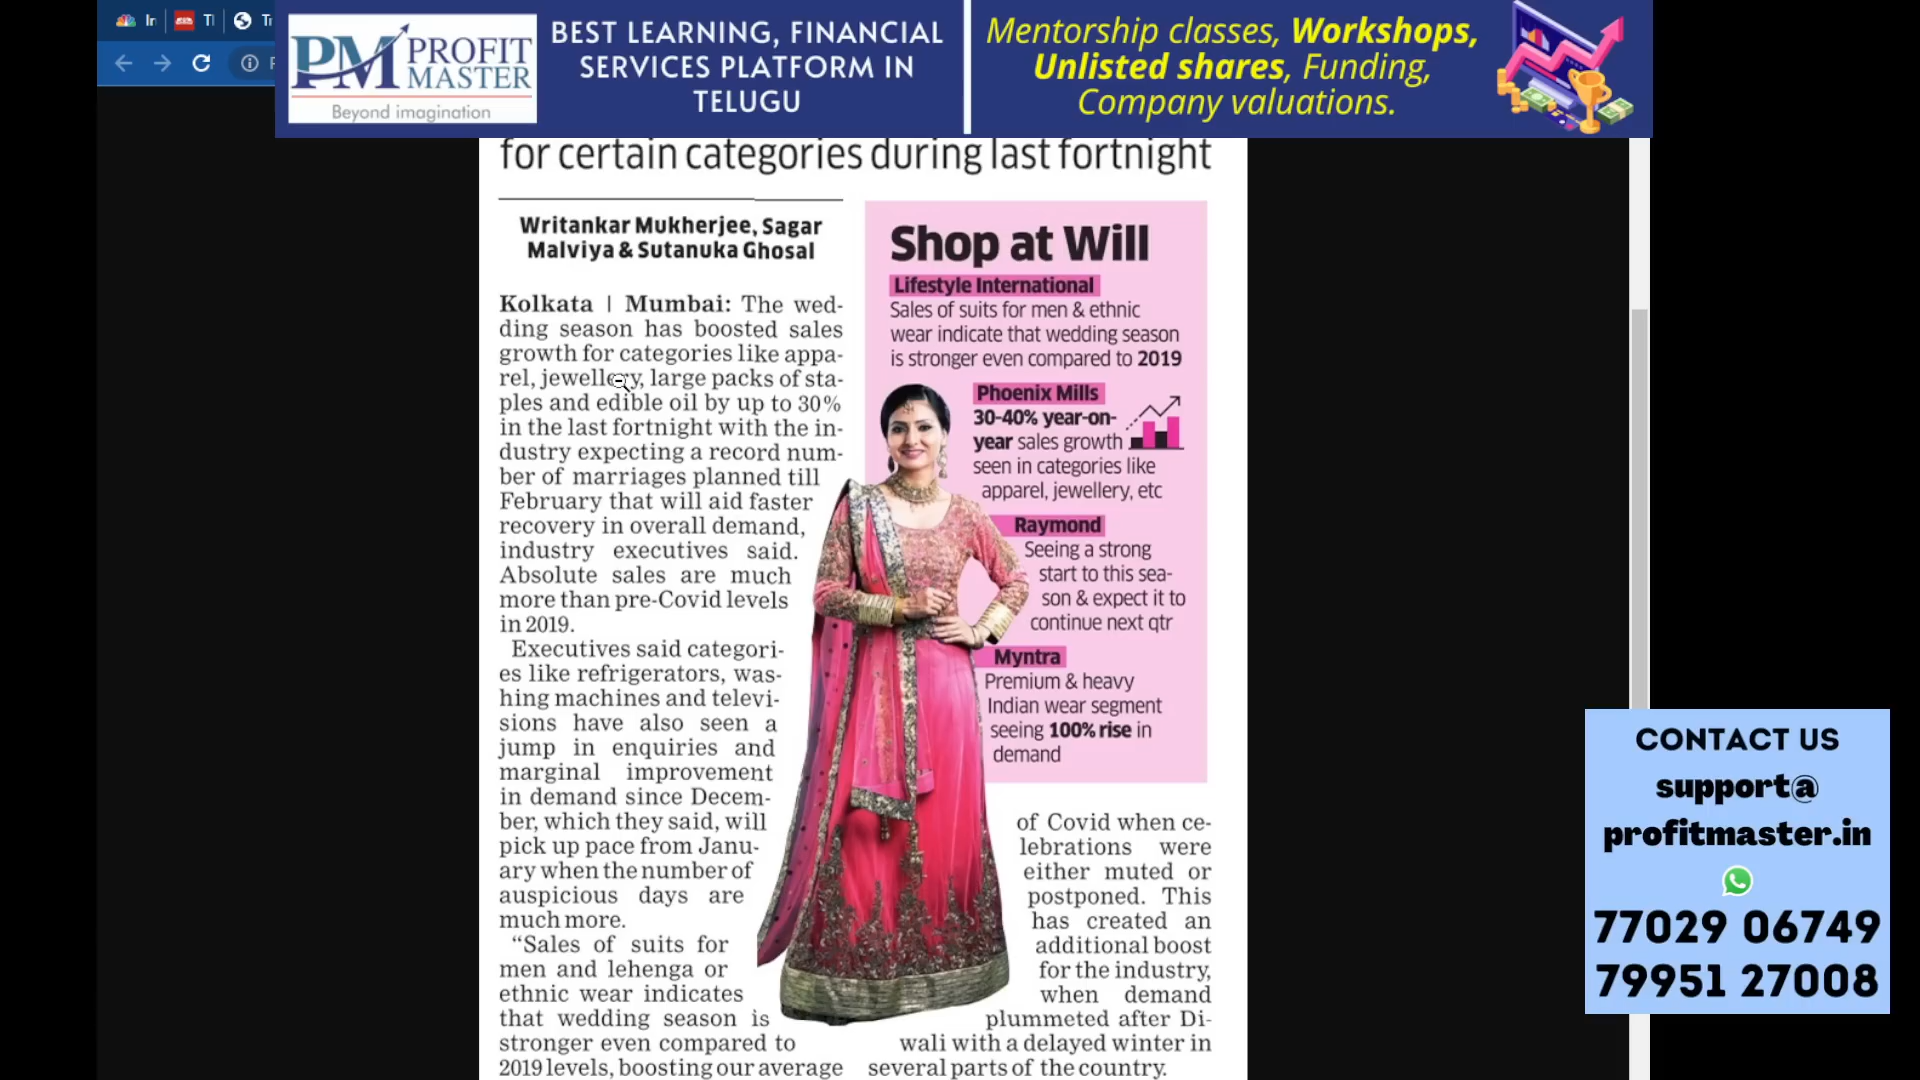 In
Tl
Tr
PM PROFIT
MASTER
Beyond imagination
BEST LEARNING, FINANCIAL
SERVICES PLATFORM IN
TELUGU
Mentorship classes, Workshops,
Unlisted shares, Funding,
Company valuations.
for certain categories during last fortnight
Writankar Mukherjee, Sagar
Malviya & Sutanuka Ghosal
Kolkata | Mumbai: The wed-
ding season has boosted sales
growth for categories like appa-
rel, jewellery, large packs of sta-
ples and edible oil by up to 30%
in the last fortnight with the in-
dustry expecting a record num-
ber of marriages planned till
February that will aid faster
recovery in overall demand,
industry executives said.
Absolute sales are much
more than pre-Covid levels
in 2019.
Executives said categori-
es like refrigerators, was-
hing machines and televi-
sions have also seen a
jump in enquiries and
marginal improvement
in demand since Decem-
ber, which they said, will
pick up pace from Janu-
ary when the number of
auspicious days are
much more.
“Sales of suits for
men and lehenga or
ethnic wear indicates
that wedding season is
stronger even compared to
2019 levels, boosting our average
Shop at Will
Lifestyle International
Sales of suits for men & ethnic
wear indicate that wedding season
is stronger even compared to 2019
Phoenix Mills
30-40% year-on-
year sales growth
seen in categories like
apparel, jewellery, etc
Raymond
Seeing a strong
start to this sea-
son & expect it to
continue next qtr
Myntra
Premium & heavy
Indian wear segment
seeing 100% rise in
demand
of Covid when ce-
lebrations were
either muted or
postponed. This
has created an
additional boost
for the industry,
when demand
plummeted after Di-
wali with a delayed winter in
several parts of the country.
CONTACT US
support@
profitmaster.in
77029 06749
79951 27008